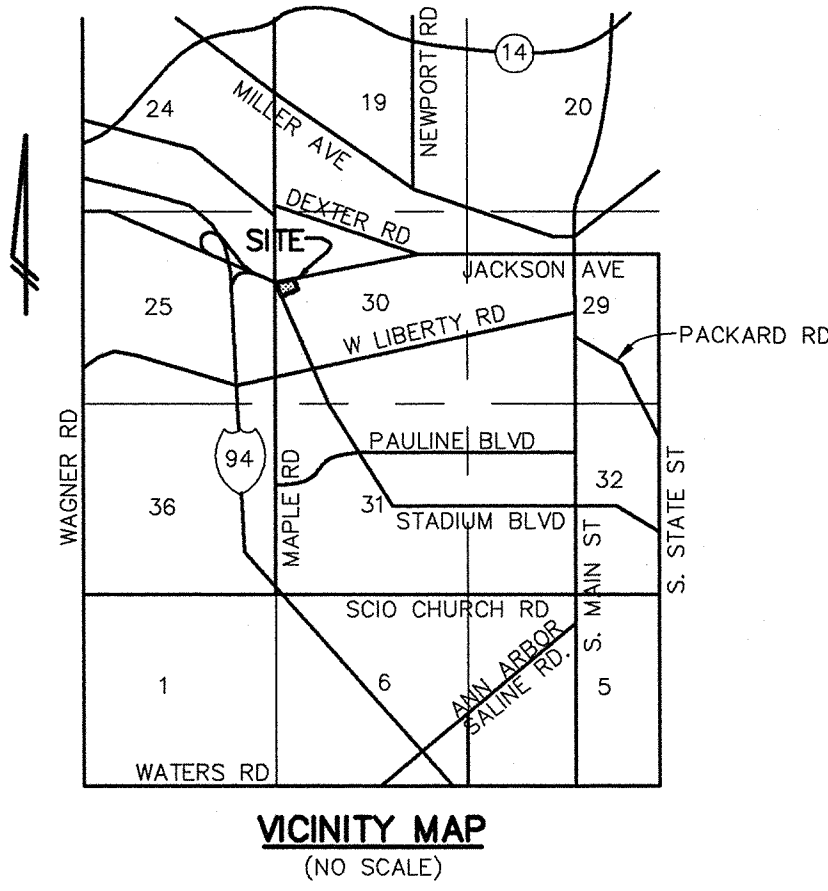 NEWPORT RD
14
24
19
20
MILLER AVE
DEXTER RD
SITE
JACKSON AVE
25
30
29
W LIBERTY RD
PACKARD RD
WAGNER RD
94
MAPLE RD
PAULINE BLVD
36
31
32
STADIUM BLVD
S. MAIN ST
S. STATE ST
SCIO CHURCH RD
1
6
ANN ARBOR
SALINE RD.
5
WATERS RD
VICINITY MAP
(NO SCALE)